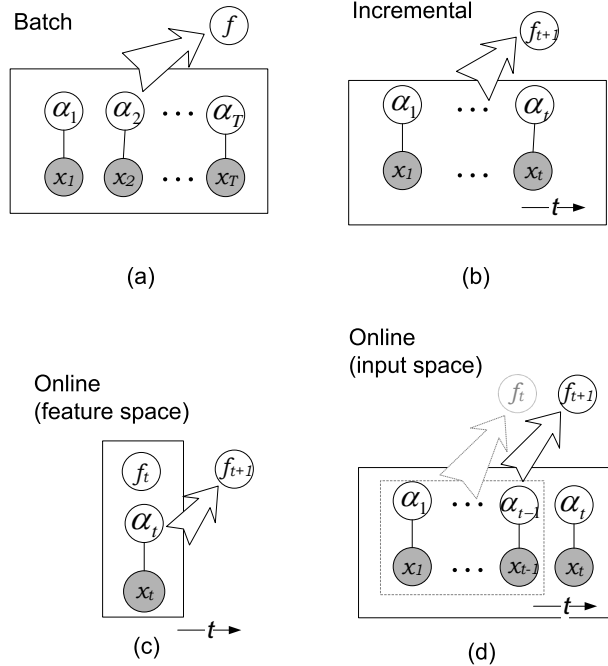 Batch
f
α1 α2 ... αT
x1 x2 ... xT
(a)
Incremental
ft+1
α1 ... αt
x1 ... xt
t
(b)
Online
(feature space)
ft
ft+1
αt
xt
t
(c)
Online
(input space)
ft ft+1
α1 ... αt-1 αt
x1 ... xt-1 xt
t
(d)